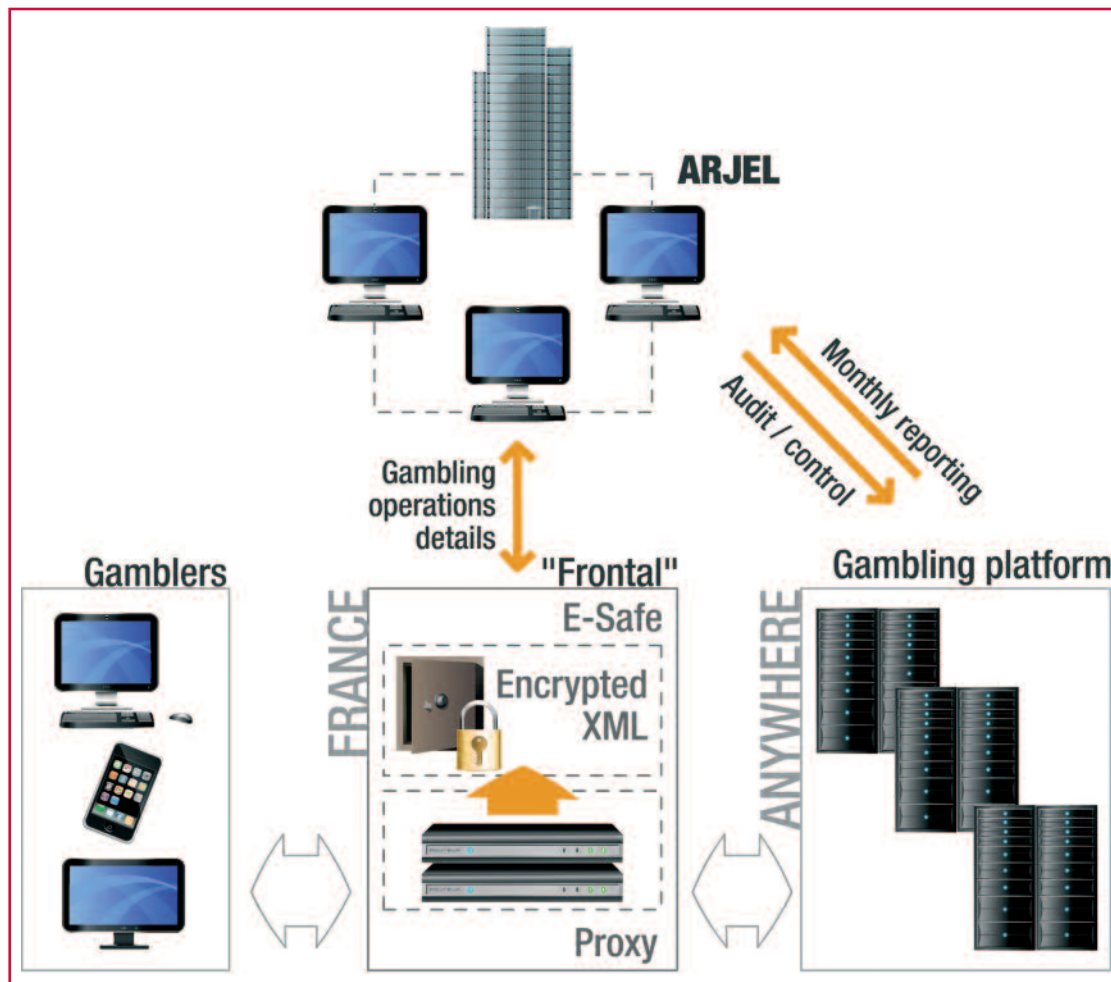 ARJEL
Monthly reporting
Audit / control
Gambling
operations
details
Gamblers
"Frontal"
Gambling platform
FRANCE
E-Safe
Encrypted
XML
Proxy
ANYWHERE